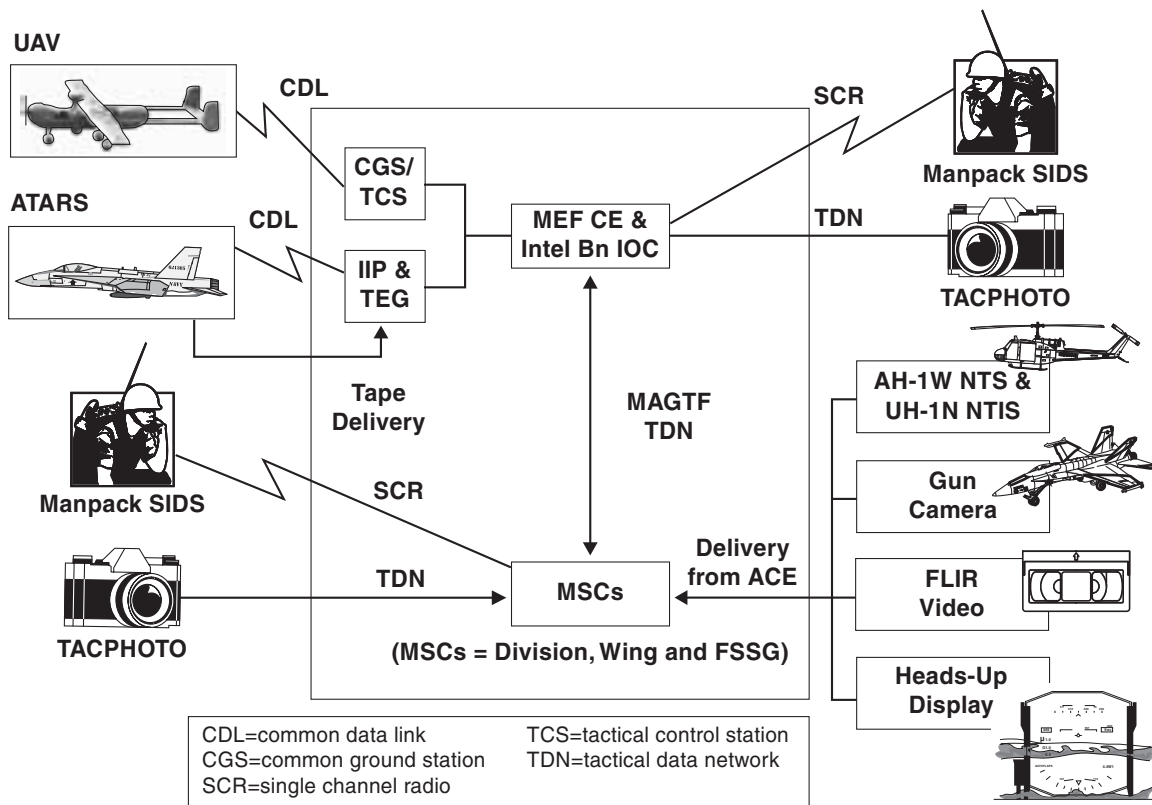 UAV
CDL
SCR
CGS/
TCS
Manpack SIDS
ATARS
CDL
MEF CE &
Intel Bn IOC
TDN
IIP &
TEG
TACPHOTO
Tape
Delivery
MAGTF
TDN
AH-1W NTS &
UH-1N NTIS
Manpack SIDS
SCR
Gun
Camera
TDN
MSCs
Delivery
from ACE
FLIR
Video
TACPHOTO
(MSCs = Division, Wing and FSSG)
Heads-Up
Display
CDL=common data link
CGS=common ground station
SCR=single channel radio
TCS=tactical control station
TDN=tactical data network